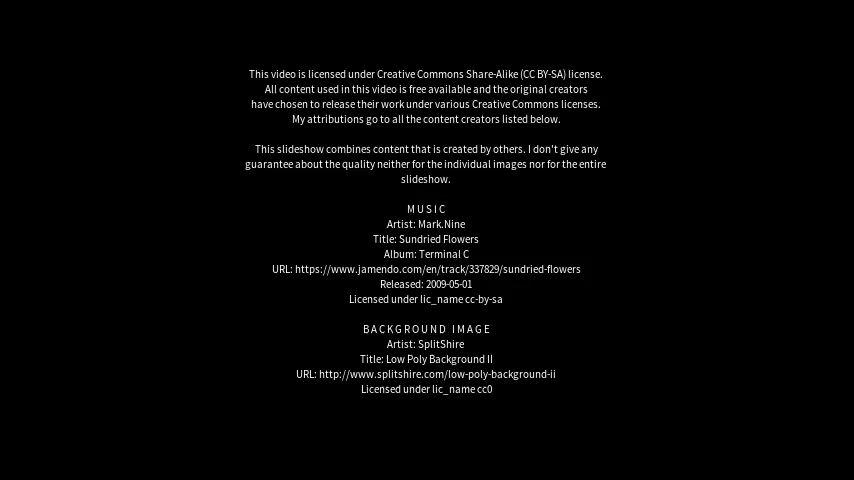 This video is licensed under Creative Commons Share-Alike (CC BY-SA) license.
All content used in this video is free available and the original creators
have chosen to release their work under various Creative Commons licenses.
My attributions go to all the content creators listed below.
This slideshow combines content that is created by others. I don't give any
guarantee about the quality neither for the individual images nor for the entire
slideshow.
MUSIC
Artist: Mark.Nine
Title: Sundried Flowers
Album: Terminal C
URL: https://www.jamendo.com/en/track/337829/sundried-flowers
Released: 2009-05-01
Licensed under lic_name cc-by-sa
BACKGROUND IMAGE
Artist: SplitShire
Title: Low Poly Background II
URL: http://www.splitshire.com/low-poly-background-ii
Licensed under lic_name cc0